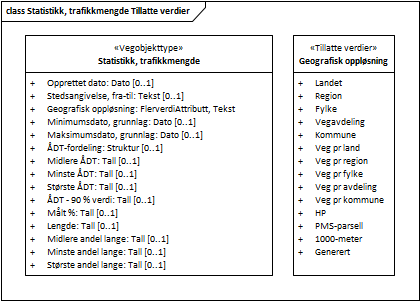 class Statistikk, trafikkmengde Tillatte verdier
«Vegobjekttype»
Statistikk, trafikkmengde
+ Opprettet dato: Dato [0..1]
+ Stedsangivelse, fra-til: Tekst [0..1]
+ Geografisk oppløsning: FlerverdiAttributt, Tekst
+ Minimumsdato, grunnlag: Dato [0..1]
+ Maksimumsdato, grunnlag: Dato [0..1]
+ ÅDT-fordeling: Struktur [0..1]
+ Midlere ÅDT: Tall [0..1]
+ Minste ÅDT: Tall [0..1]
+ Største ÅDT: Tall [0..1]
+ ÅDT - 90 % verdi: Tall [0..1]
+ Målt %: Tall [0..1]
+ Lengde: Tall [0..1]
+ Midlere andel lange: Tall [0..1]
+ Minste andel lange: Tall [0..1]
+ Største andel lange: Tall [0..1]
«Tillatte verdier»
Geografisk oppløsning
+ Landet
+ Region
+ Fylke
+ Vegavdeling
+ Kommune
+ Veg pr land
+ Veg pr region
+ Veg pr fylke
+ Veg pr avdeling
+ Veg pr kommune
+ HP
+ PMS-parsell
+ 1000-meter
+ Generert